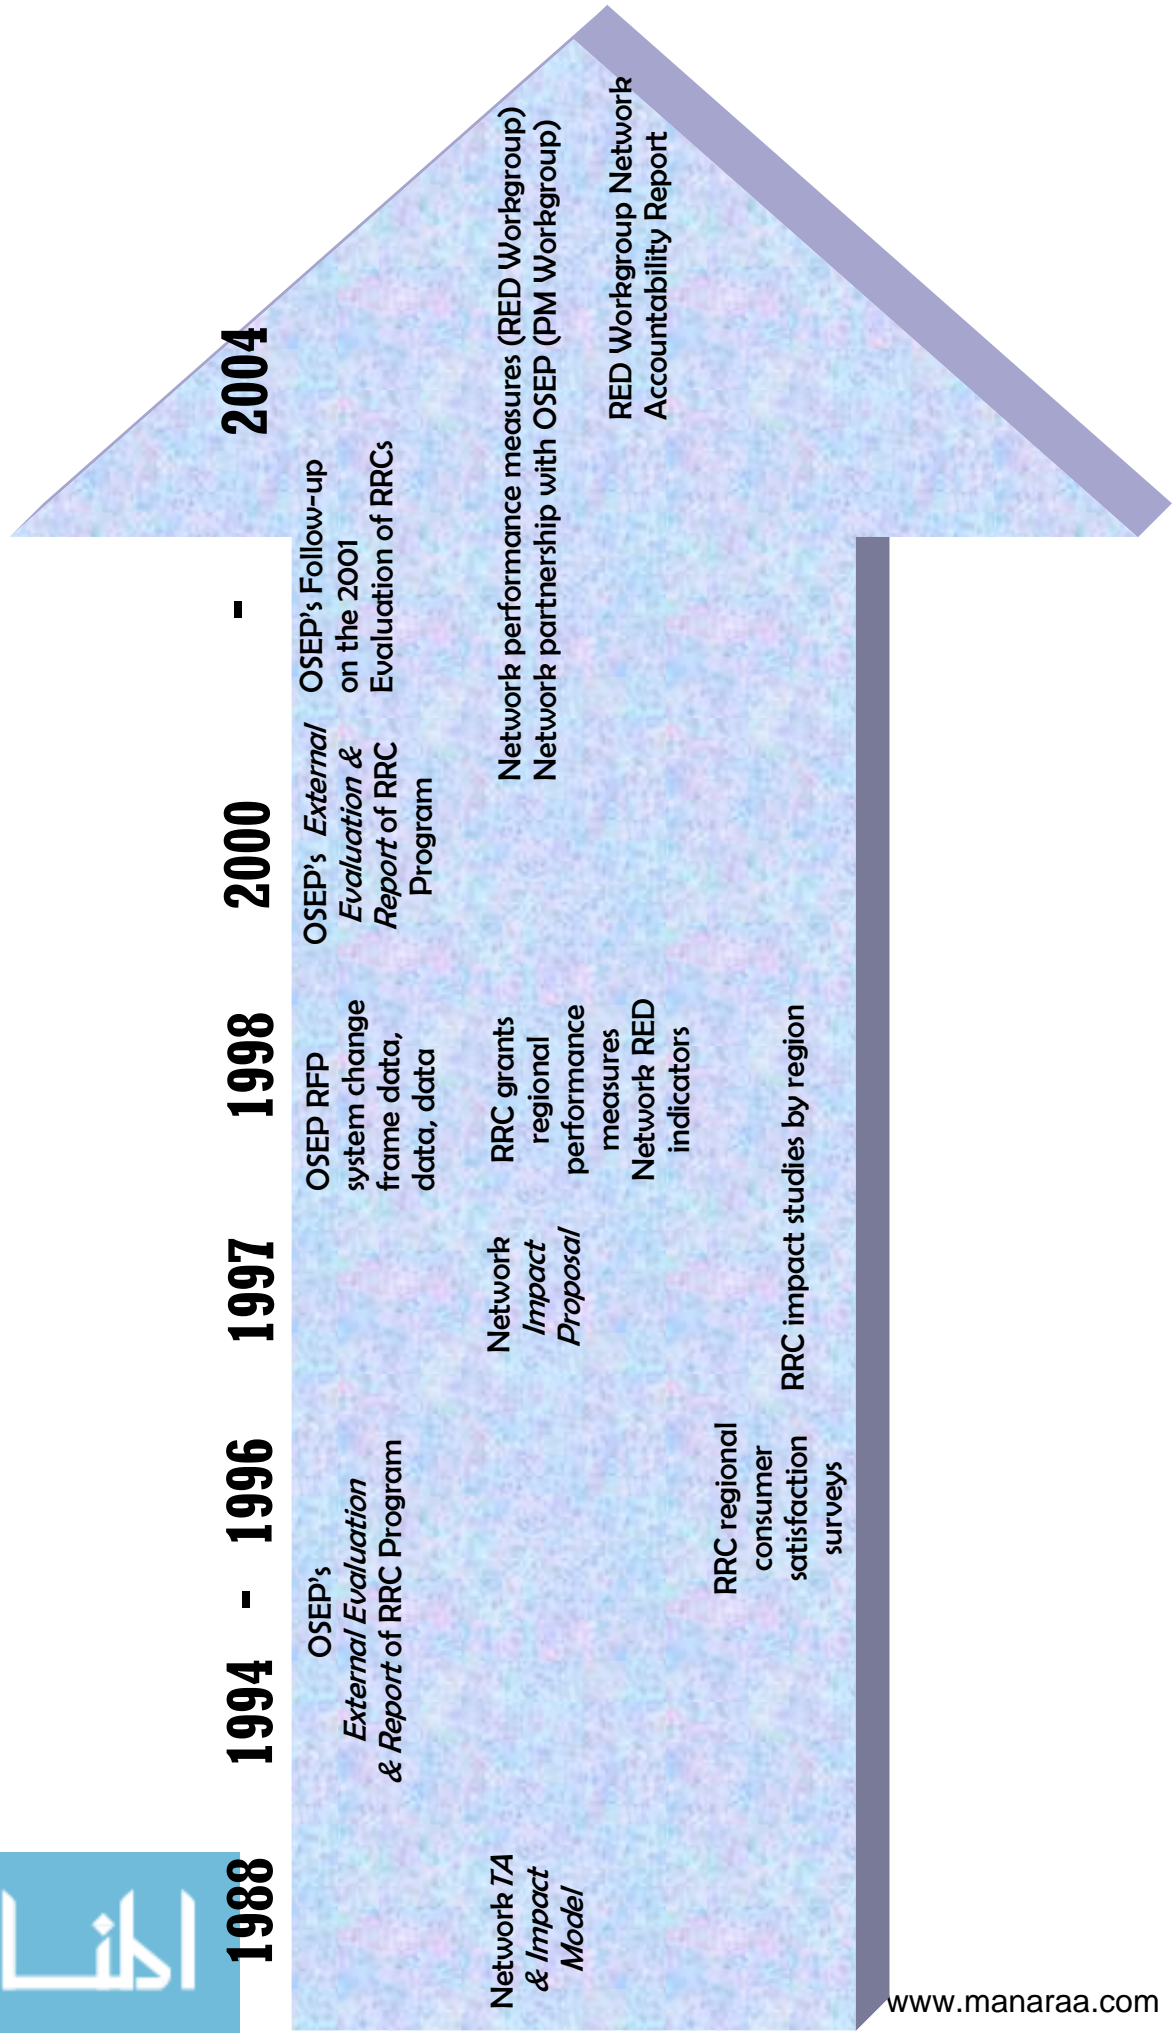 1988 1994 - 1996 1997 1998 2000 - 2004
OSEP's
External Evaluation
& Report of RRC Program
OSEP RFP
system change
frame data,
data, data
OSEP's External
Evaluation &
Report of RRC
Program
OSEP's Follow-up
on the 2001
Evaluation of RRCs
Network TA
& Impact
Model
Network
Impact
Proposal
RRC grants
regional
performance
measures
Network RED
indicators
Network performance measures (RED Workgroup)
Network partnership with OSEP (PM Workgroup)
RED Workgroup Network
Accountability Report
RRC regional
consumer
satisfaction
surveys
RRC impact studies by region
www.manaraa.com